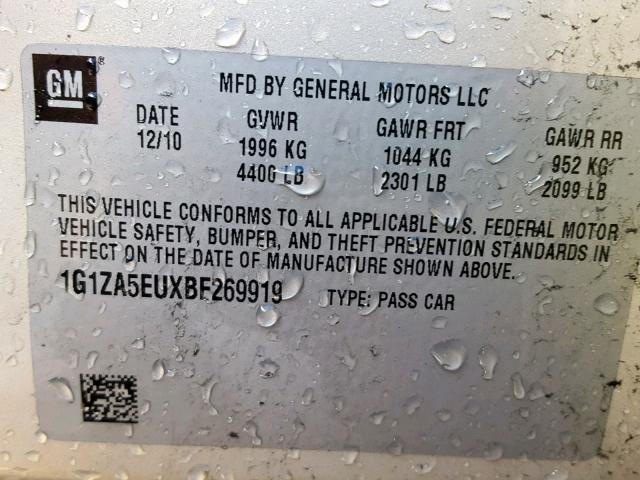 GM ®
MFD BY GENERAL MOTORS LLC
DATE GVWR GAWR FRT GAWR RR
12/10 1996 KG 1044 KG 952 KG
4400 LB 2301 LB 2099 LB
THIS VEHICLE CONFORMS TO ALL APPLICABLE U.S. FEDERAL MOTOR
VEHICLE SAFETY, BUMPER, AND THEFT PREVENTION STANDARDS IN
EFFECT ON THE DATE OF MANUFACTURE SHOWN ABOVE.
1G1ZA5EUXBF269919 TYPE: PASS CAR